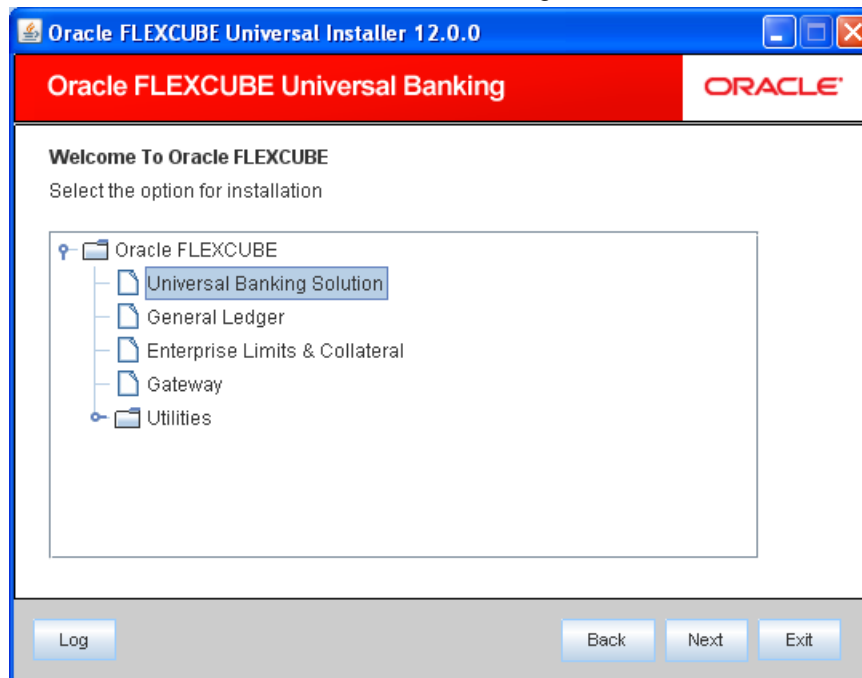 Oracle FLEXCUBE Universal Installer 12.0.0
Oracle FLEXCUBE Universal Banking
ORACLE
Welcome To Oracle FLEXCUBE
Select the option for installation
Oracle FLEXCUBE
Universal Banking Solution
General Ledger
Enterprise Limits & Collateral
Gateway
Utilities
Log Back Next Exit